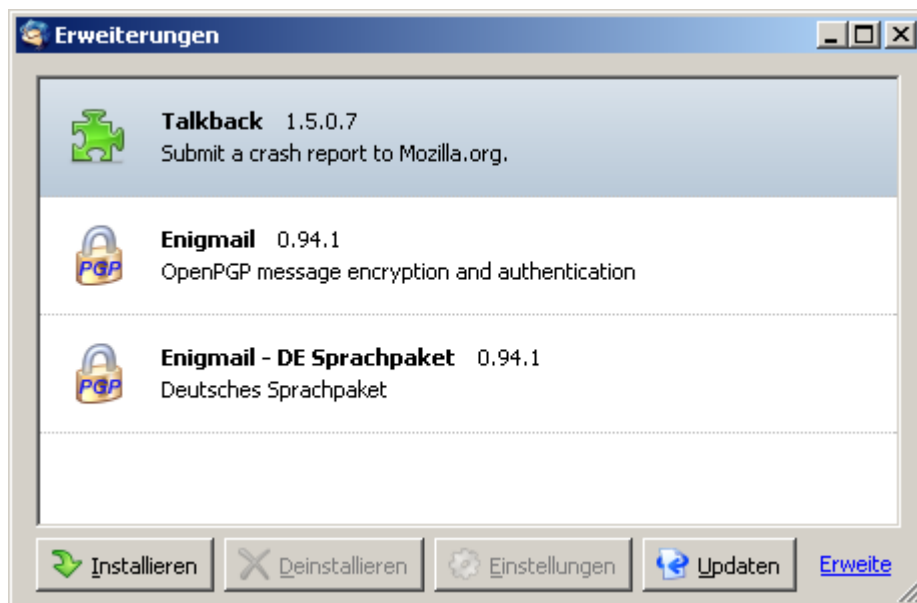 Erweiterungen
Talkback 1.5.0.7
Submit a crash report to Mozilla.org.
PGP
Enigmail 0.94.1
OpenPGP message encryption and authentication
PGP
Enigmail - DE Sprachpaket 0.94.1
Deutsches Sprachpaket
Installieren Deinstallieren Einstellungen Updaten Erweite